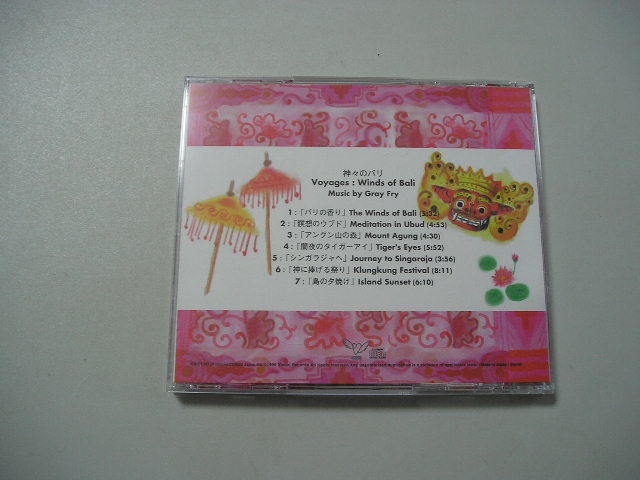 神々のバリ
Voyages : Winds of Bali
Music by Gray Fry
1 :「バリの香り」The Winds of Bali (3:32)
2 :「瞑想のウブド」Meditation in Ubud (4:53)
3 :「アングン山の森」Mount Agung (4:30)
4 :「闇夜のタイガーアイ」Tiger's Eyes (5:52)
5 :「シンガラジャへ」Journey to Singaraja (3:56)
6 :「神に捧げる祭り」Klungkung Festival (8:11)
7 :「島の夕焼け」Island Sunset (6:10)